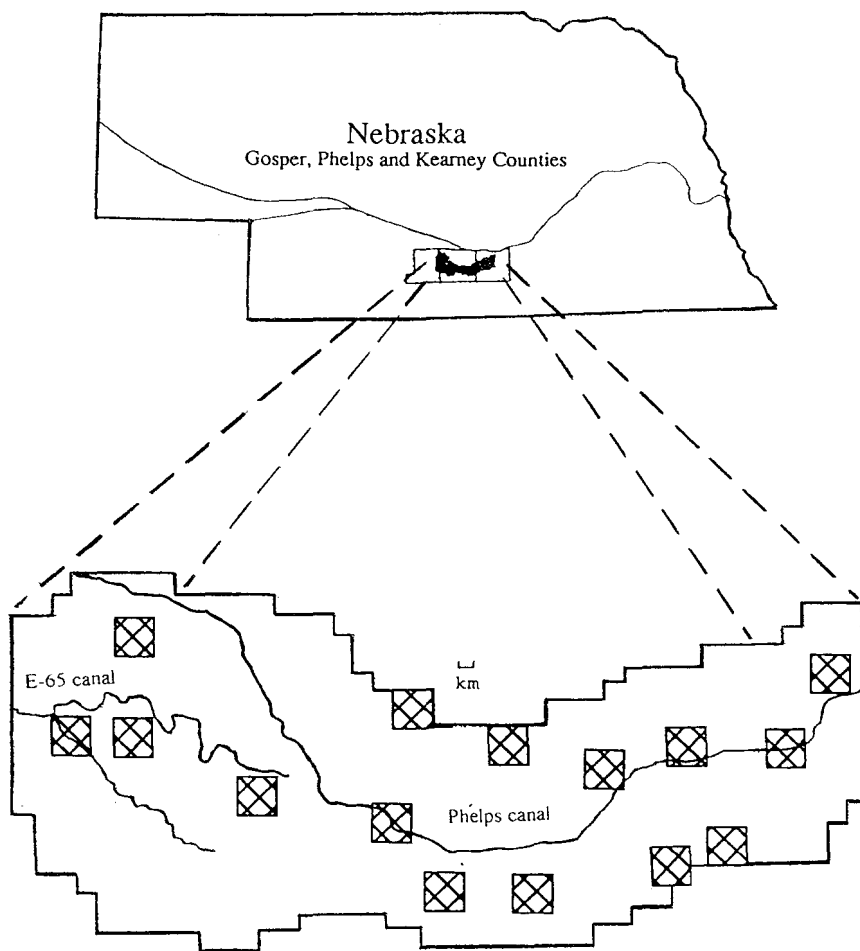 Nebraska
Gosper, Phelps and Kearney Counties
E-65 canal
km
Phelps canal